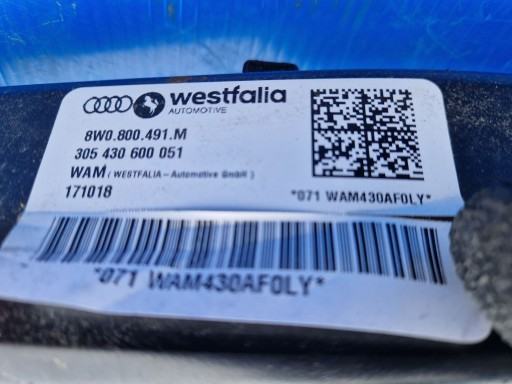 westfalia
AUTOMOTIVE
8W0.800.491.M
305 430 600 051
WAM ( WESTFALIA - Automotive GmbH )
171018
*071 WAM430AF0LY*
*071 WAM430AF0LY*